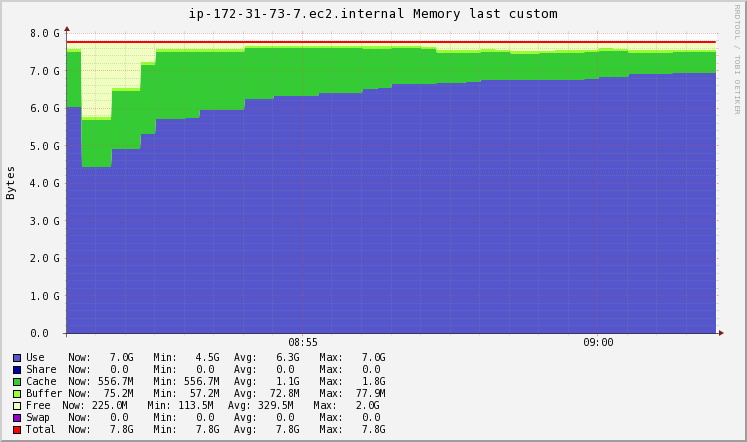 ip-172-31-73-7.ec2.internal Memory last custom
RRDTOOL / TOBI OETIKER
Bytes
8.0 G
7.0 G
6.0 G
5.0 G
4.0 G
3.0 G
2.0 G
1.0 G
0.0
08:55 09:00
Use Now: 7.0G Min: 4.5G Avg: 6.3G Max: 7.0G
Share Now: 0.0 Min: 0.0 Avg: 0.0 Max: 0.0
Cache Now: 556.7M Min: 556.7M Avg: 1.1G Max: 1.8G
Buffer Now: 75.2M Min: 57.2M Avg: 72.8M Max: 77.9M
Free Now: 225.0M Min: 113.5M Avg: 329.5M Max: 2.0G
Swap Now: 0.0 Min: 0.0 Avg: 0.0 Max: 0.0
Total Now: 7.8G Min: 7.8G Avg: 7.8G Max: 7.8G